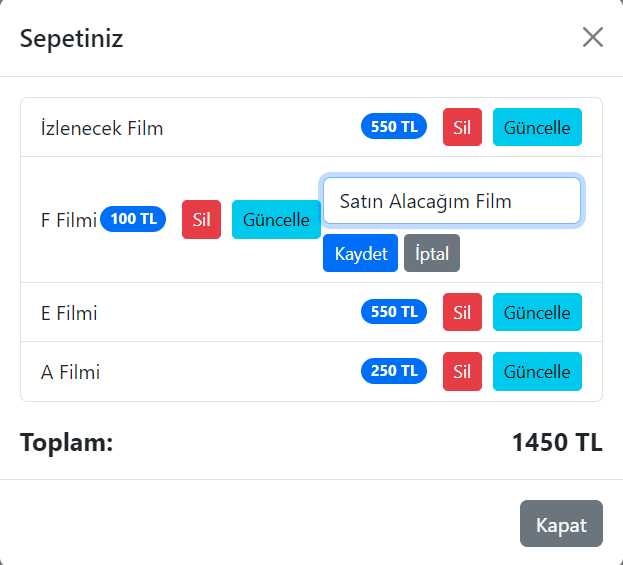 Sepetiniz
İzlenecek Film 550 TL Sil Güncelle
F Filmi 100 TL Sil Güncelle Satın Alacağım Film
Kaydet İptal
E Filmi 550 TL Sil Güncelle
A Filmi 250 TL Sil Güncelle
Toplam: 1450 TL
Kapat